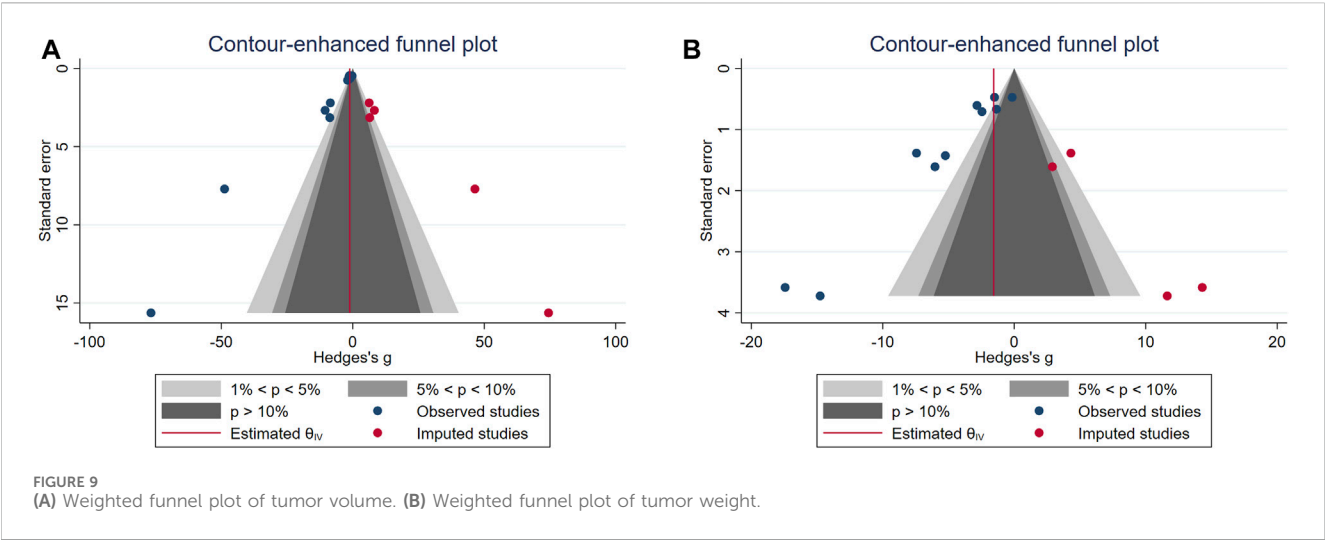 A
Contour-enhanced funnel plot
0
5
10
15
Standard error
-100
-50
0
50
100
Hedges's g
1% < p < 5%
5% < p < 10%
p > 10%
Observed studies
Estimated θIV
Imputed studies
B
Contour-enhanced funnel plot
0
1
2
3
4
Standard error
-20
-10
0
10
20
Hedges's g
1% < p < 5%
5% < p < 10%
p > 10%
Observed studies
Estimated θIV
Imputed studies
FIGURE 9
(A) Weighted funnel plot of tumor volume. (B) Weighted funnel plot of tumor weight.